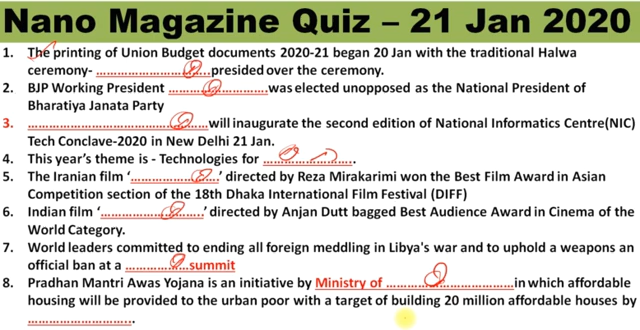 Nano Magazine Quiz – 21 Jan 2020
1. The printing of Union Budget documents 2020-21 began 20 Jan with the traditional Halwa
ceremony- ..............................presided over the ceremony.
2. BJP Working President ..............................was elected unopposed as the National President of
Bharatiya Janata Party
3. ..................................................will inaugurate the second edition of National Informatics Centre(NIC)
Tech Conclave-2020 in New Delhi 21 Jan.
4. This year’s theme is - Technologies for ...........................
5. The Iranian film ‘........................’ directed by Reza Mirakarimi won the Best Film Award in Asian
Competition section of the 18th Dhaka International Film Festival (DIFF)
6. Indian film ‘..............................’ directed by Anjan Dutt bagged Best Audience Award in Cinema of the
World Category.
7. World leaders committed to ending all foreign meddling in Libya's war and to uphold a weapons an
official ban at a ..................summit
8. Pradhan Mantri Awas Yojana is an initiative by Ministry of ....................................in which affordable
housing will be provided to the urban poor with a target of building 20 million affordable houses by
..............................